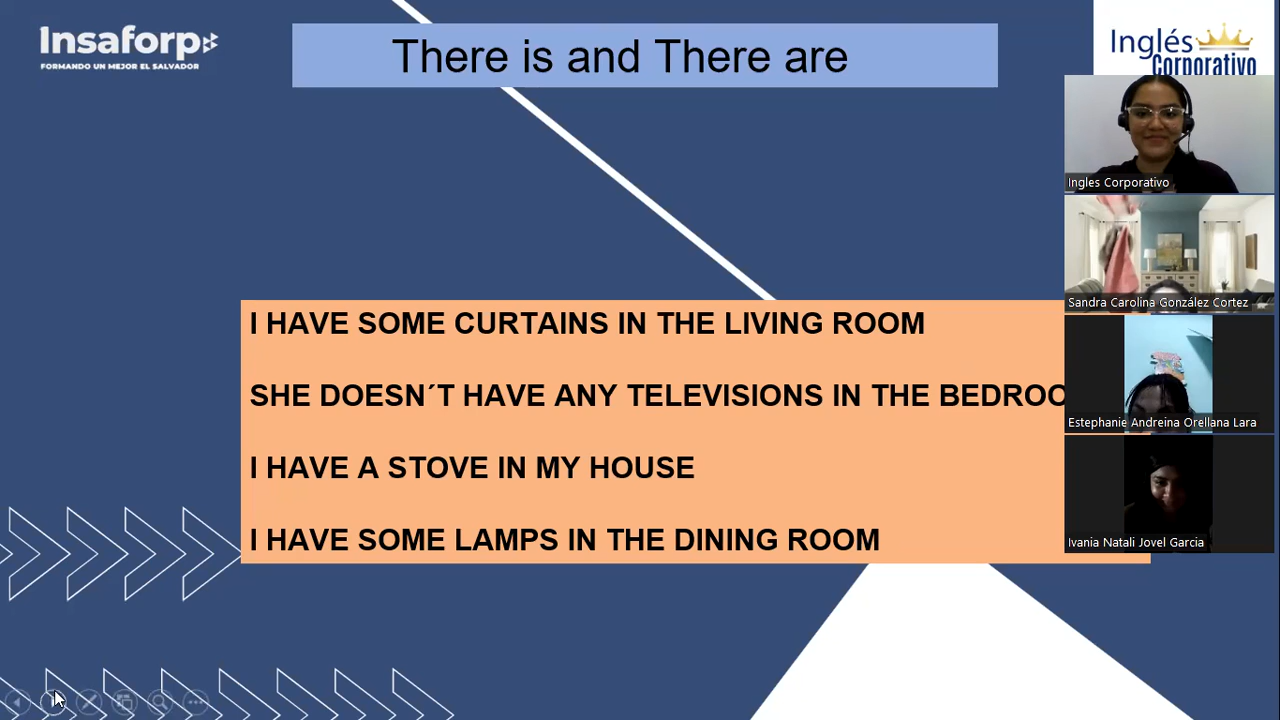 Insaforp
FORMANDO UN MEJOR EL SALVADOR
There is and There are
Inglés
Corporativo
I HAVE SOME CURTAINS IN THE LIVING ROOM
SHE DOESN´T HAVE ANY TELEVISIONS IN THE
I HAVE A STOVE IN MY HOUSE
I HAVE SOME LAMPS IN THE DINING ROOM
Ingles Corporativo
Sandra Carolina González Cortez
Estephanie Andreina Orellana Lara
Ivania Natali Jovel Garcia